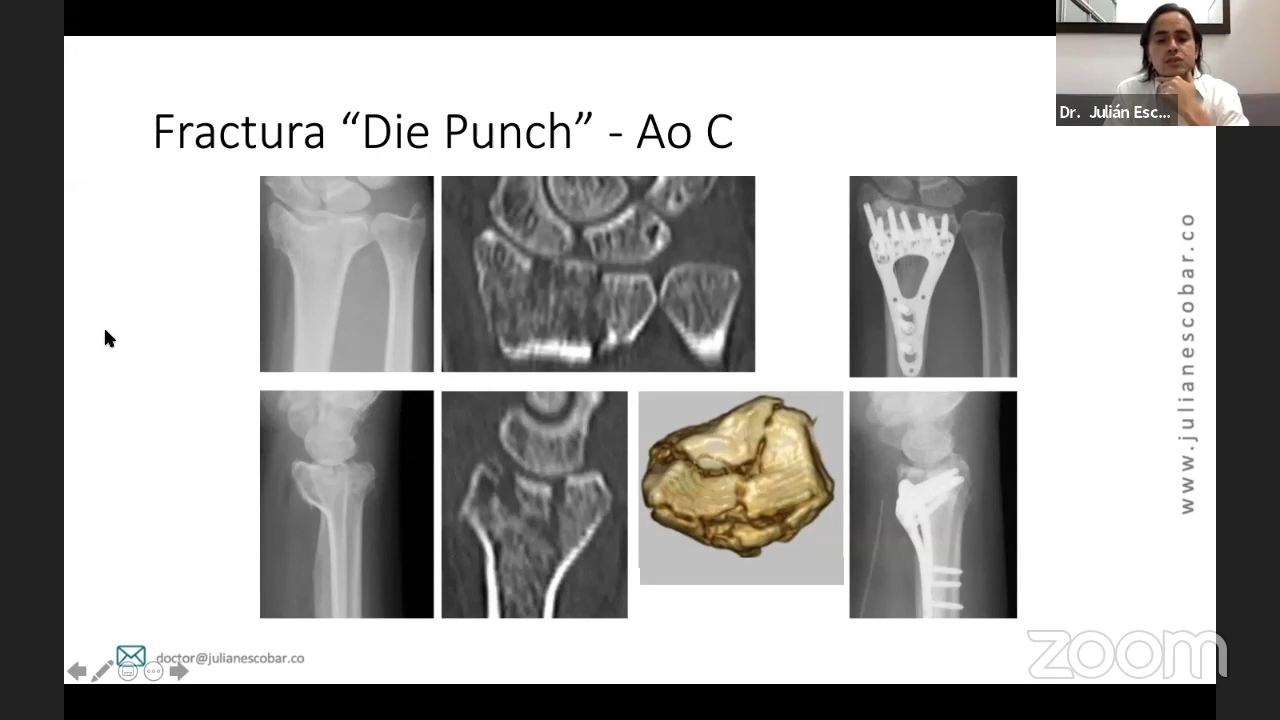 Dr. Julián Esc...
Fractura “Die Punch” - Ao C
www.julianescobar.co
doctor@julianescobar.co
zoom